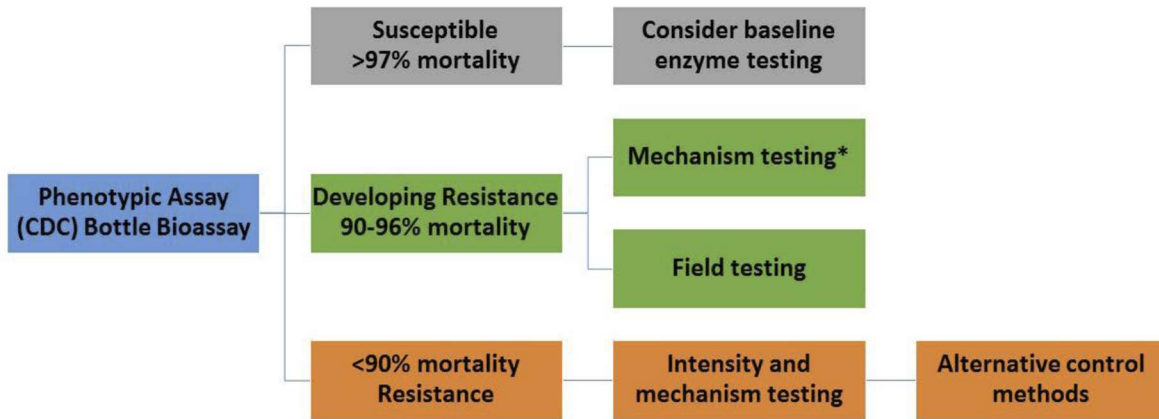 Susceptible
>97% mortality
Consider baseline
enzyme testing
Mechanism testing*
Phenotypic Assay
(CDC) Bottle Bioassay
Developing Resistance
90-96% mortality
Field testing
<90% mortality
Resistance
Intensity and
mechanism testing
Alternative control
methods